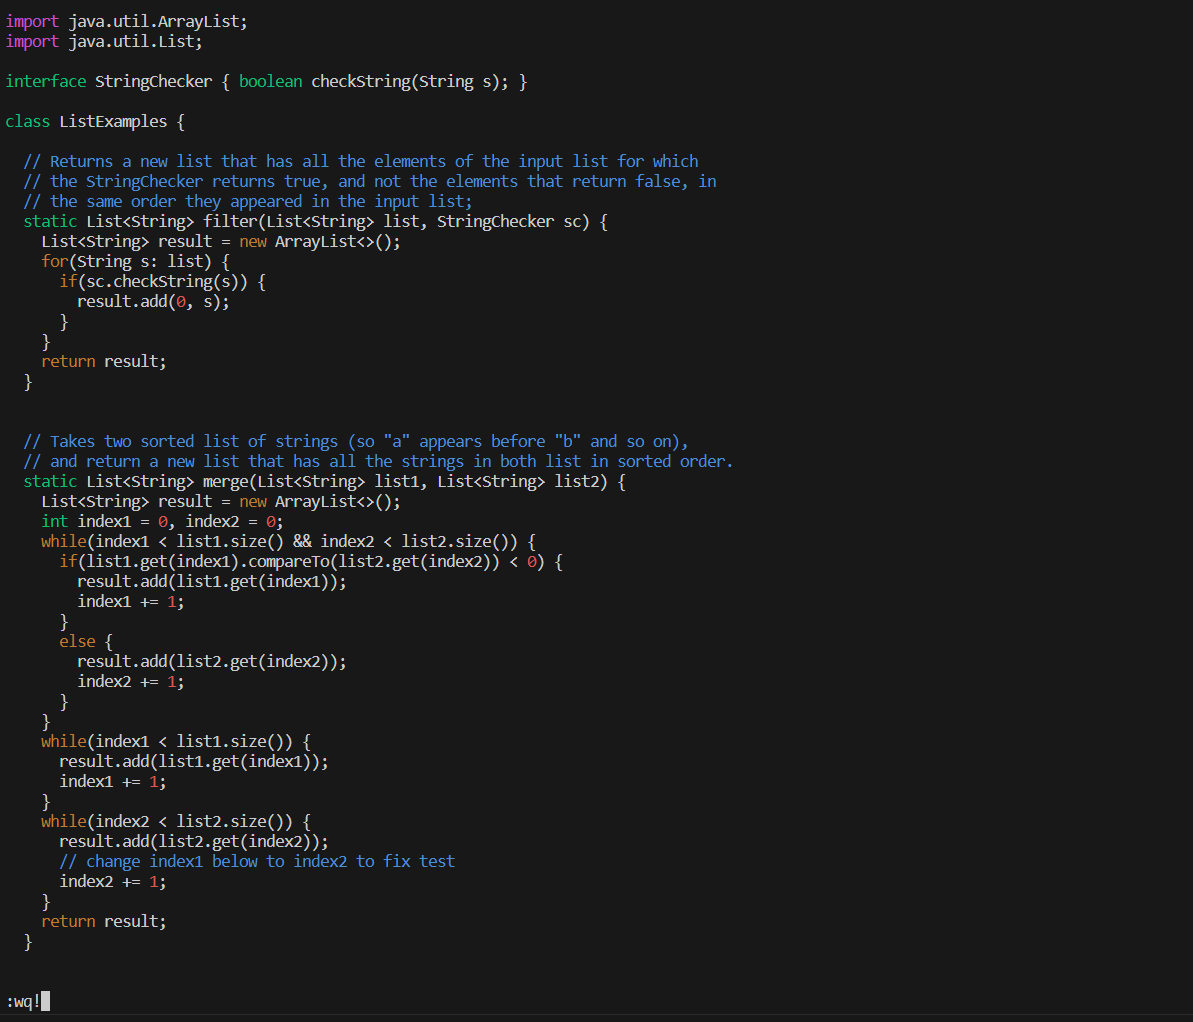 import java.util.ArrayList;
import java.util.List;

interface StringChecker { boolean checkString(String s); }

class ListExamples {

  // Returns a new list that has all the elements of the input list for which
  // the StringChecker returns true, and not the elements that return false, in
  // the same order they appeared in the input list;
  static List<String> filter(List<String> list, StringChecker sc) {
    List<String> result = new ArrayList<>();
    for(String s: list) {
      if(sc.checkString(s)) {
        result.add(0, s);
      }
    }
    return result;
  }


  // Takes two sorted list of strings (so "a" appears before "b" and so on),
  // and return a new list that has all the strings in both list in sorted order.
  static List<String> merge(List<String> list1, List<String> list2) {
    List<String> result = new ArrayList<>();
    int index1 = 0, index2 = 0;
    while(index1 < list1.size() && index2 < list2.size()) {
      if(list1.get(index1).compareTo(list2.get(index2)) < 0) {
        result.add(list1.get(index1));
        index1 += 1;
      }
      else {
        result.add(list2.get(index2));
        index2 += 1;
      }
    }
    while(index1 < list1.size()) {
      result.add(list1.get(index1));
      index1 += 1;
    }
    while(index2 < list2.size()) {
      result.add(list2.get(index2));
      // change index1 below to index2 to fix test
      index2 += 1;
    }
    return result;
  }


:wq!